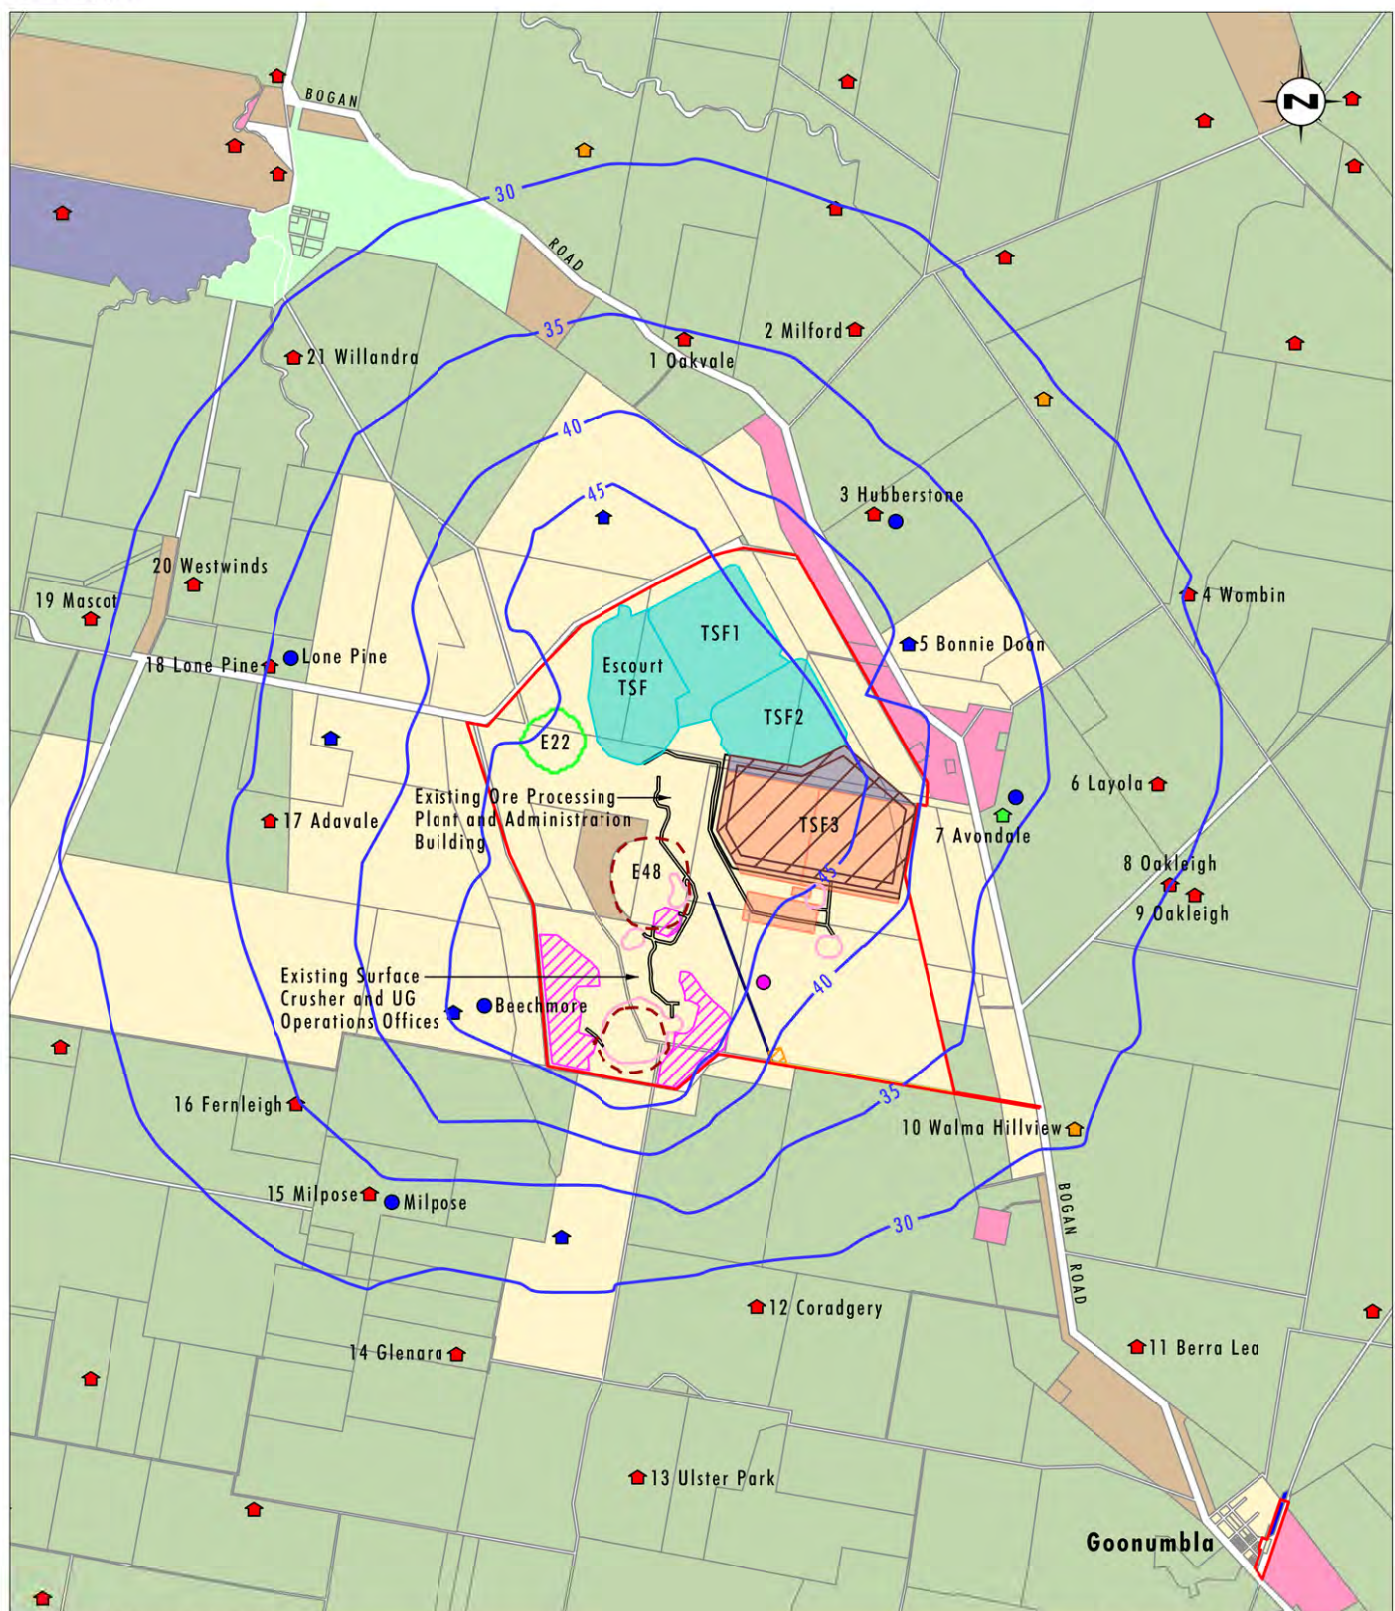 BOGAN
N
30
ROAD
35
2 Milford
21 Willandra
1 Oakvale
40
45
3 Hubberstone
20 Westwinds
19 Mascot
4 Wombin
TSF1
5 Bonnie Doon
Lone Pine
18 Lone Pine
Escourt
TSF
TSF2
E22
6 Layola
Existing Ore Processing
Plant and Administration
Building
17 Adavale
TSF3
7 Avondale
8 Oakleigh
E48
45
9 Oakleigh
Existing Surface
Crusher and UG
Operations Offices
40
Beechmore
35
16 Fernleigh
10 Walma Hillview
15 Milpose
Milpose
BOGAN
30
ROAD
12 Coradgery
11 Berra Lea
14 Glenara
13 Ulster Park
Goonumbla